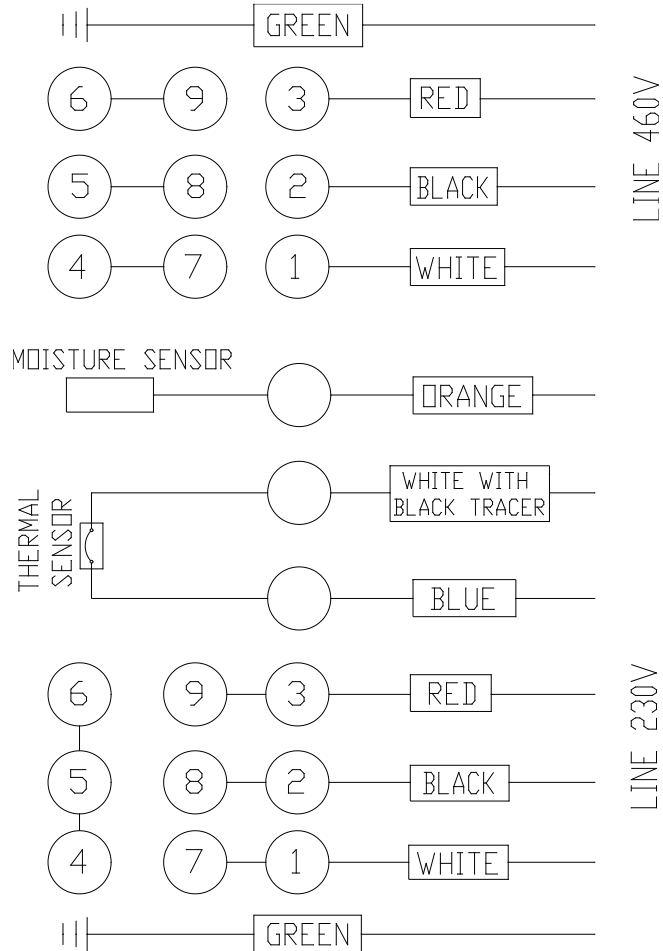 GREEN
6 9 3 RED
5 8 2 BLACK
4 7 1 WHITE
LINE 460V
MOISTURE SENSOR
ORANGE
WHITE WITH
BLACK TRACER
THERMAL
SENSOR
BLUE
6 9 3 RED
5 8 2 BLACK
4 7 1 WHITE
LINE 230V
GREEN